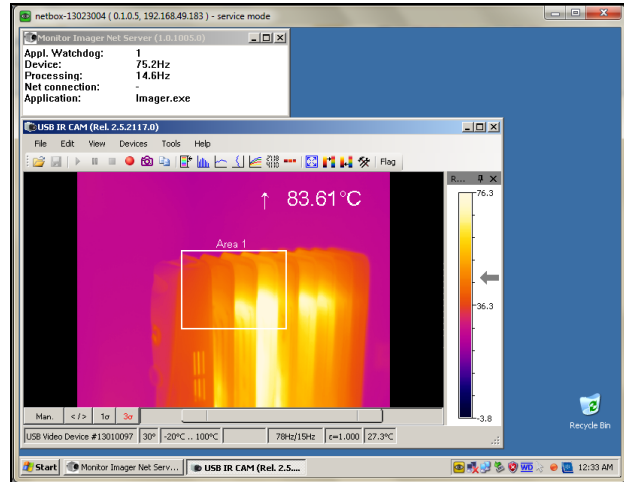 netbox-13023004 ( 0.1.0.5, 192.168.49.183 ) - service mode
Monitor Imager Net Server (1.0.1005.0)
Appl. Watchdog: 1
Device: 75.2Hz
Processing: 14.6Hz
Net connection: -
Application: Imager.exe
USB IR CAM (Rel. 2.5.2117.0)
File Edit View Devices Tools Help
Flag
R...
↑ 83.61°C
76.3
Area 1
36.3
-3.8
Man. </> 1σ 3σ
USB Video Device #13010097 30° -20°C .. 100°C 78Hz/15Hz ε=1.000 27.3°C
Recycle Bin
Start Monitor Imager Net Serv... USB IR CAM (Rel. 2.5.... WD 12:33 AM